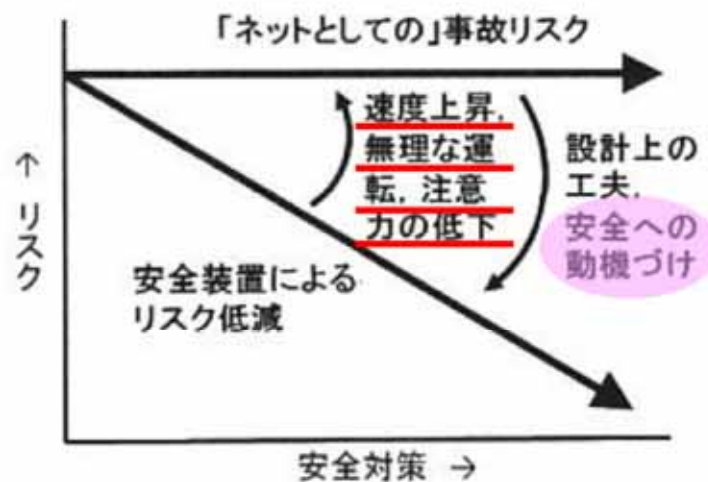 「ネットとしての」事故リスク
速度上昇,
無理な運
転, 注意
力の低下
設計上の
工夫,
安全への
動機づけ
↑ リスク
安全装置による
リスク低減
安全対策 →